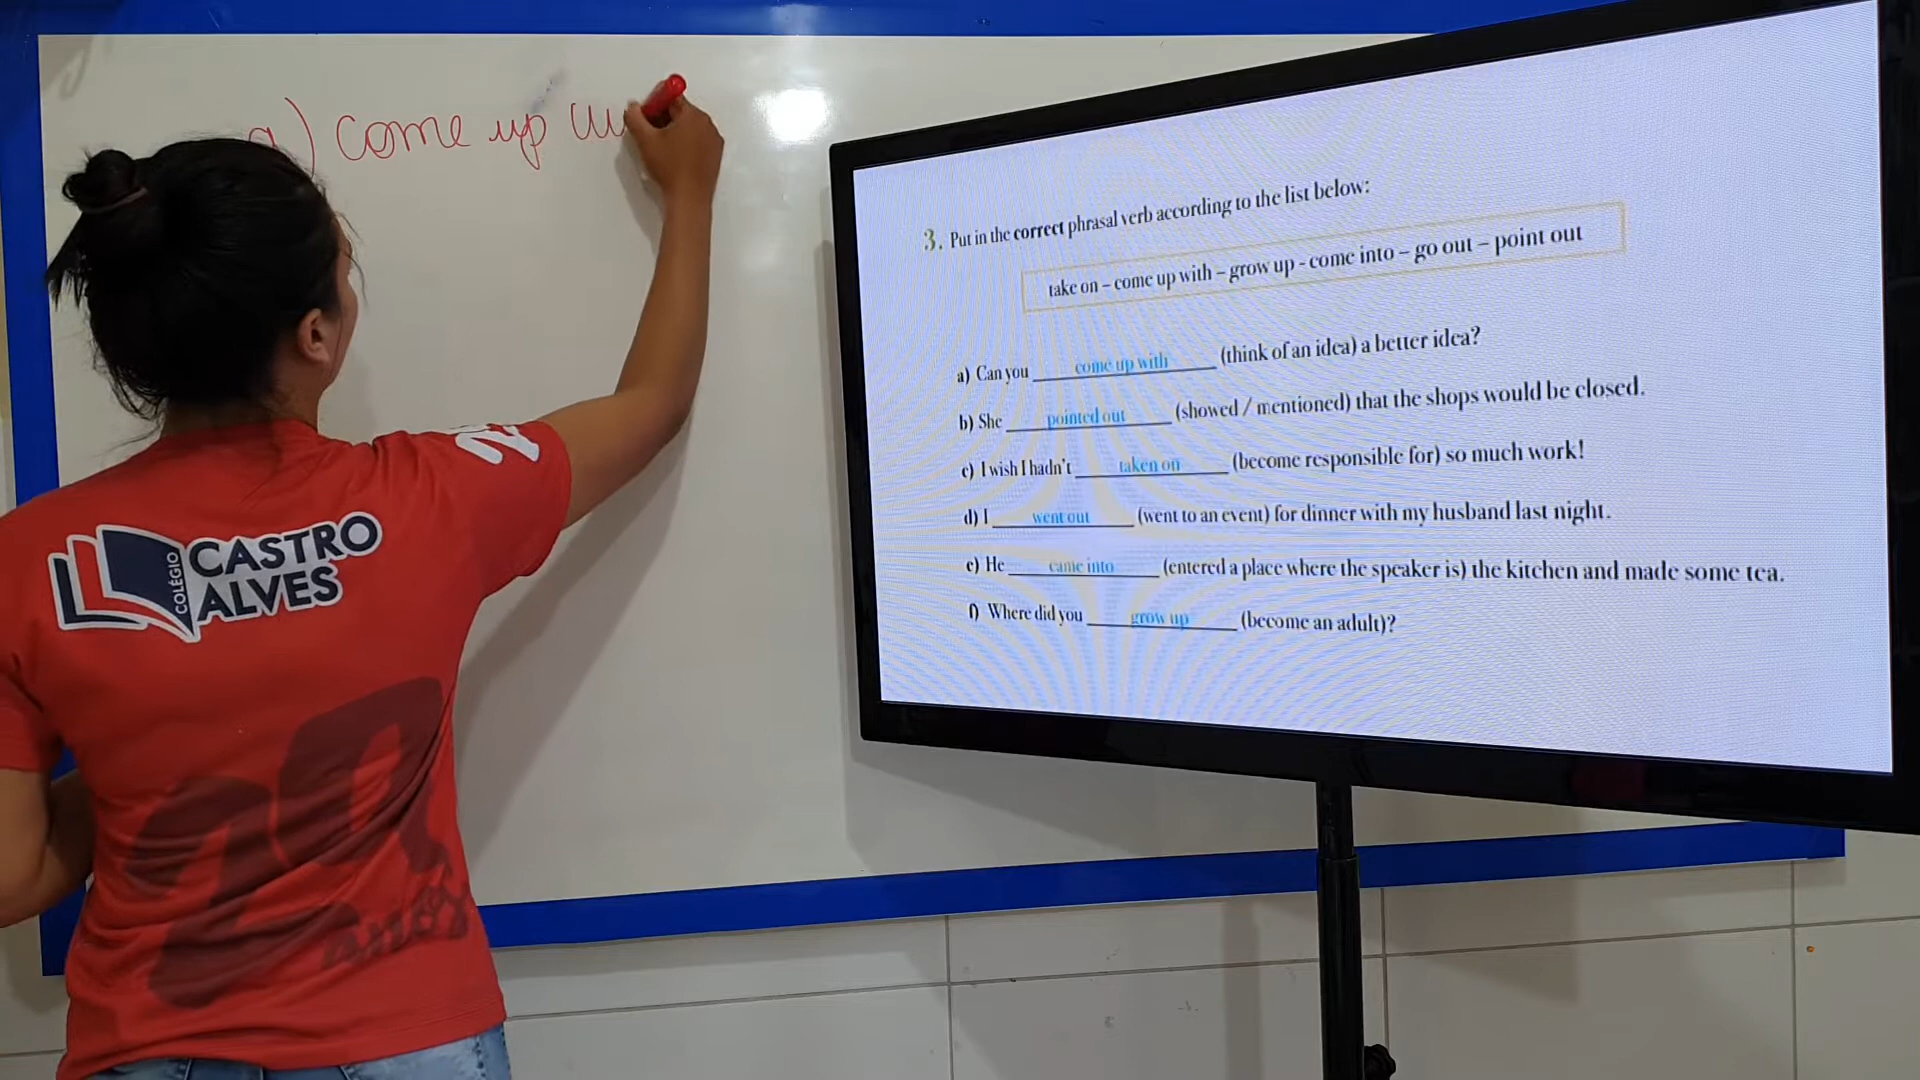 a) come up
3. Put in the correct phrasal verb according to the list below:
take on – come up with – grow up - come into – go out – point out
a) Can you come up with (think of an idea) a better idea?
b) She pointed out (showed / mentioned) that the shops would be closed.
c) I wish I hadn't taken on (become responsible for) so much work!
d) I went out (went to an event) for dinner with my husband last night.
e) He came into (entered a place where the speaker is) the kitchen and made some tea.
f) Where did you grow up (become an adult)?
COLÉGIO
CASTRO
ALVES
20
anos